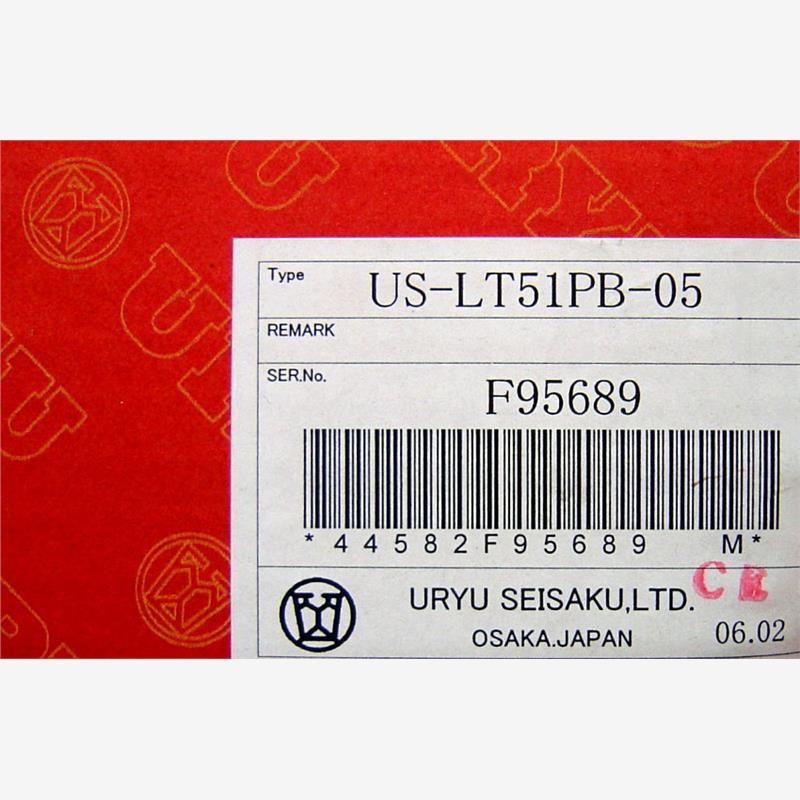 Type US-LT51PB-05
REMARK
SER.No. F95689
*44582F95689 M*
URYU SEISAKU,LTD.
CE
OSAKA.JAPAN 06.02